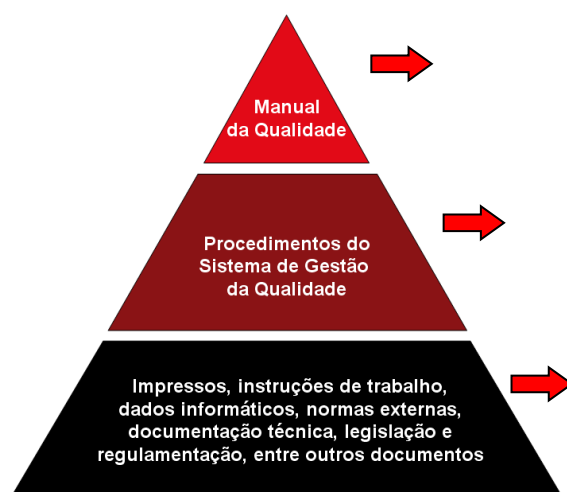 Manual
da Qualidade
Procedimentos do
Sistema de Gestão
da Qualidade
Impressos, instruções de trabalho,
dados informáticos, normas externas,
documentação técnica, legislação e
regulamentação, entre outros documentos